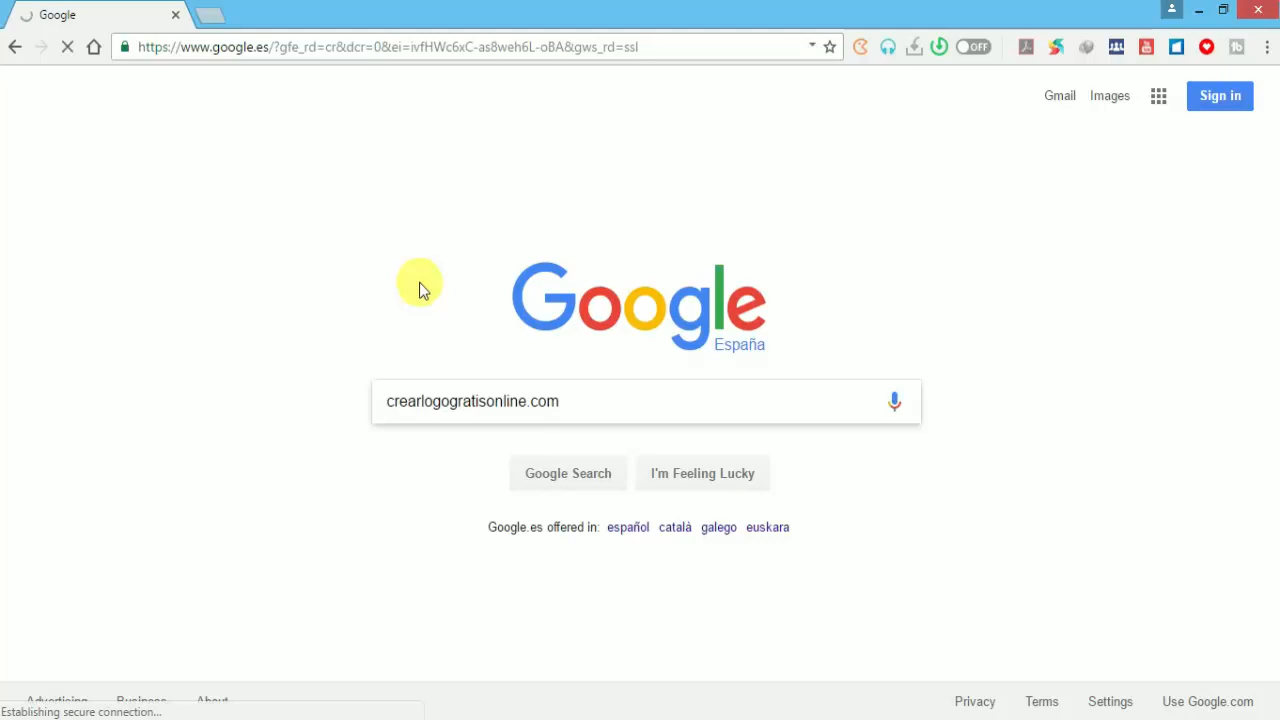 Google
https://www.google.es/?gfe_rd=cr&dcr=0&ei=ivfHWc6xC-as8weh6L-oBA&gws_rd=ssl
OFF
Gmail Images Sign in
Google
España
crearlogogratisonline.com
Google Search I'm Feeling Lucky
Google.es offered in: español català galego euskara
Advertising Business About Privacy Terms Settings Use Google.com
Establishing secure connection...